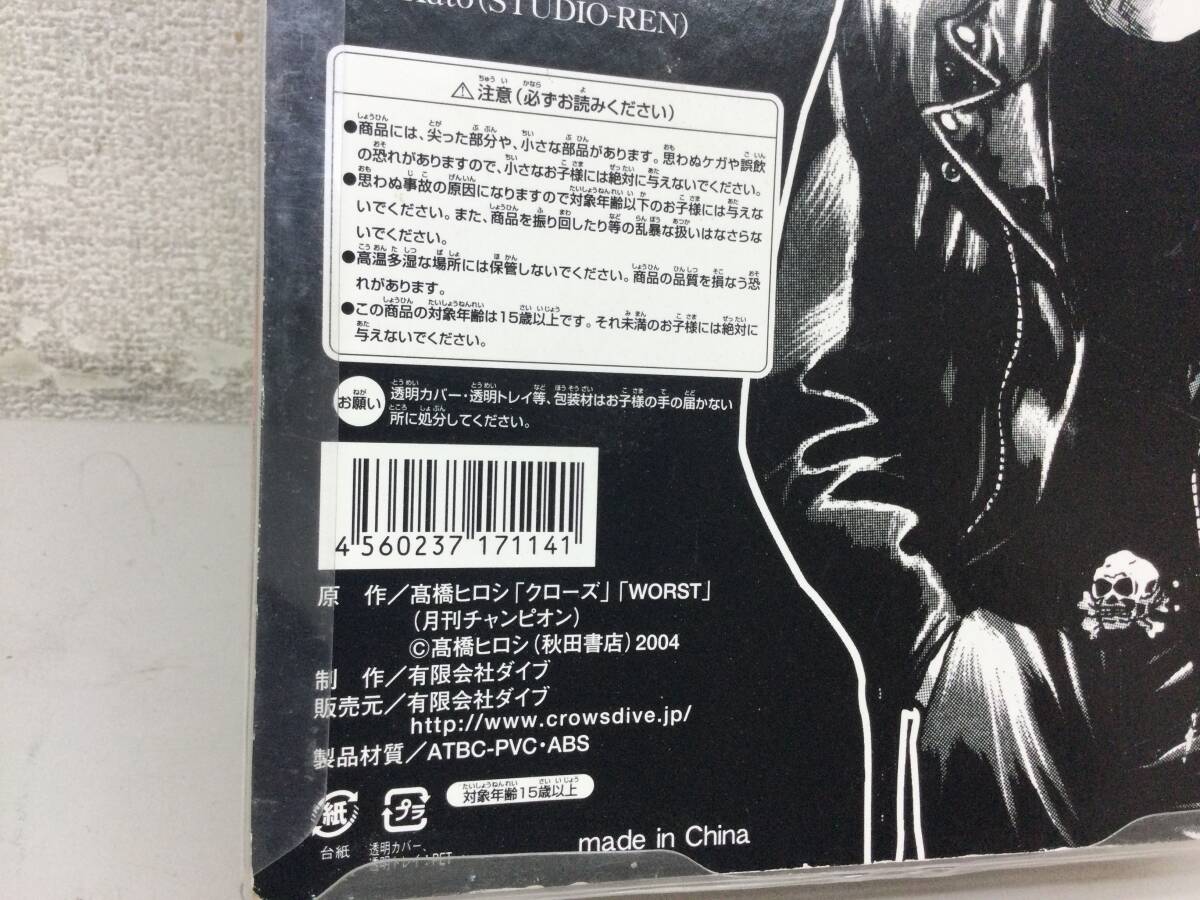 (STUDIO-REN)
⚠注意(必ずお読みください)
●商品には、尖った部分や、小さな部品があります。思わぬケガや誤飲
の恐れがありますので、小さなお子様には絶対に与えないでください。
●思わぬ事故の原因になりますので対象年齢以下のお子様には与えな
いでください。また、商品を振り回したり等の乱暴な扱いはなさらな
いでください。
●高温多湿な場所には保管しないでください。商品の品質を損なう恐
れがあります。
●この商品の対象年齢は15歳以上です。それ未満のお子様には絶対に
与えないでください。
お願い
透明カバー・透明トレイ等、包装材はお子様の手の届かない
所に処分してください。
4 560237 171141
原 作/髙橋ヒロシ「クローズ」「WORST」
(月刊チャンピオン)
©髙橋ヒロシ(秋田書店)2004
制 作/有限会社ダイブ
販売元/有限会社ダイブ
http://www.crowsdive.jp/
製品材質/ATBC-PVC・ABS
紙
プラ
対象年齢15歳以上
台紙
透明カバー、
透明トレイ:PET
made in China